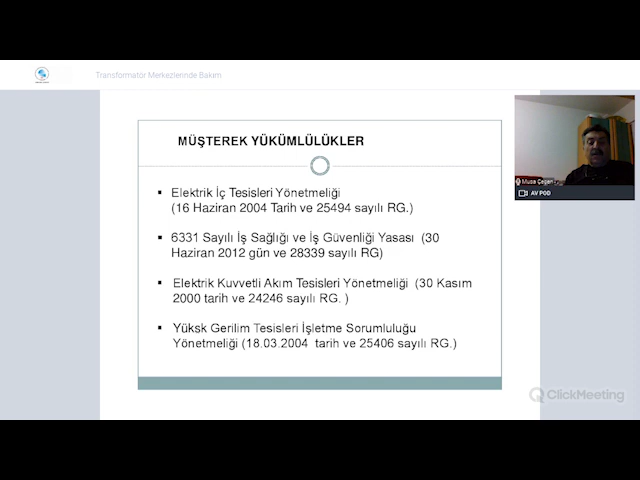 Transformatör Merkezlerinde Bakım
MÜŞTEREK YÜKÜMLÜLÜKLER
▪ Elektrik İç Tesisleri Yönetmeliği
(16 Haziran 2004 Tarih ve 25494 sayılı RG.)
▪ 6331 Sayılı İş Sağlığı ve İş Güvenliği Yasası (30
Haziran 2012 gün ve 28339 sayılı RG)
▪ Elektrik Kuvvetli Akım Tesisleri Yönetmeliği (30 Kasım
2000 tarih ve 24246 sayılı RG. )
▪ Yüksk Gerilim Tesisleri İşletme Sorumluluğu
Yönetmeliği (18.03.2004 tarih ve 25406 sayılı RG.)
Musa Çeçen
AV POD
ClickMeeting